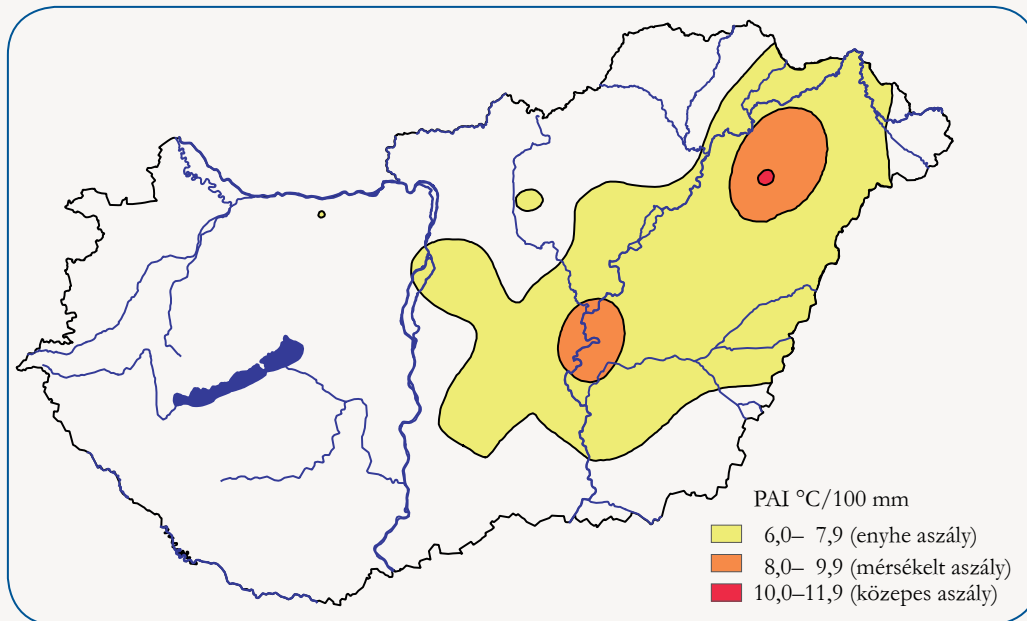 PAI °C/100 mm
6,0– 7,9 (enyhe aszály)
8,0– 9,9 (mérsékelt aszály)
10,0–11,9 (közepes aszály)